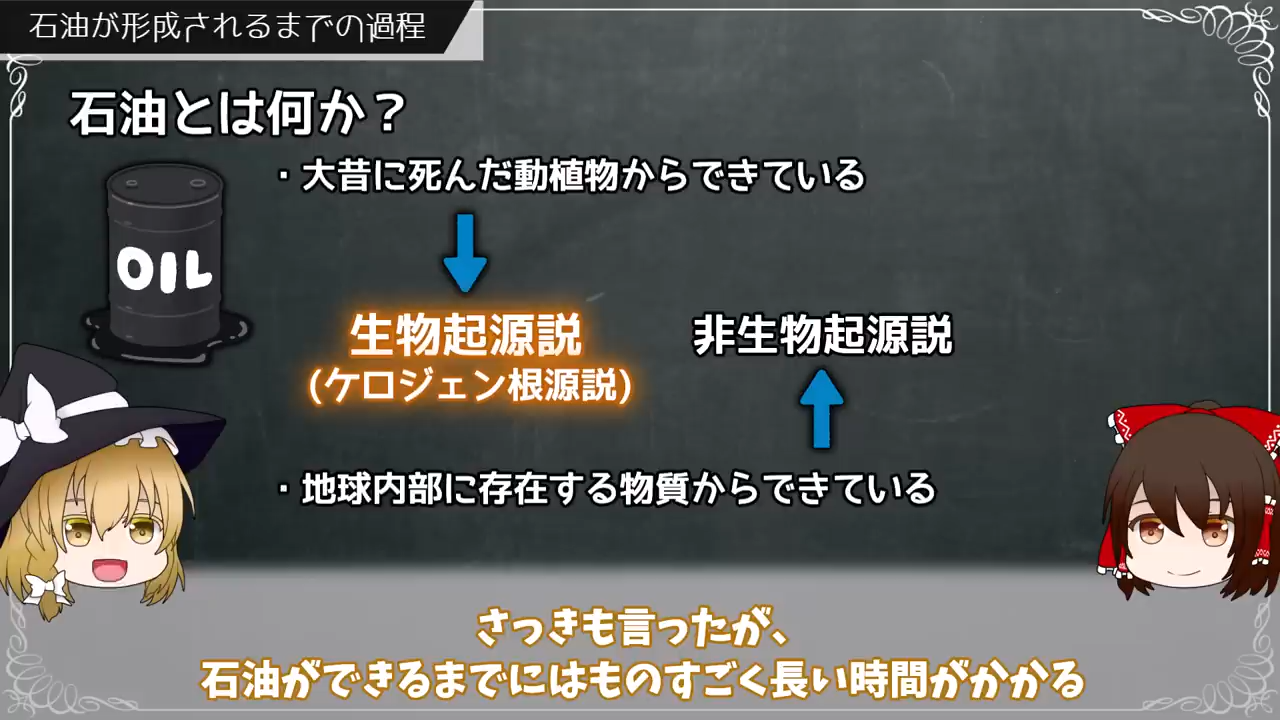 石油が形成されるまでの過程
石油とは何か？
・大昔に死んだ動植物からできている
OIL
生物起源説
(ケロジェン根源説)
非生物起源説
・地球内部に存在する物質からできている
さっきも言ったが、
石油ができるまでにはものすごく長い時間がかかる